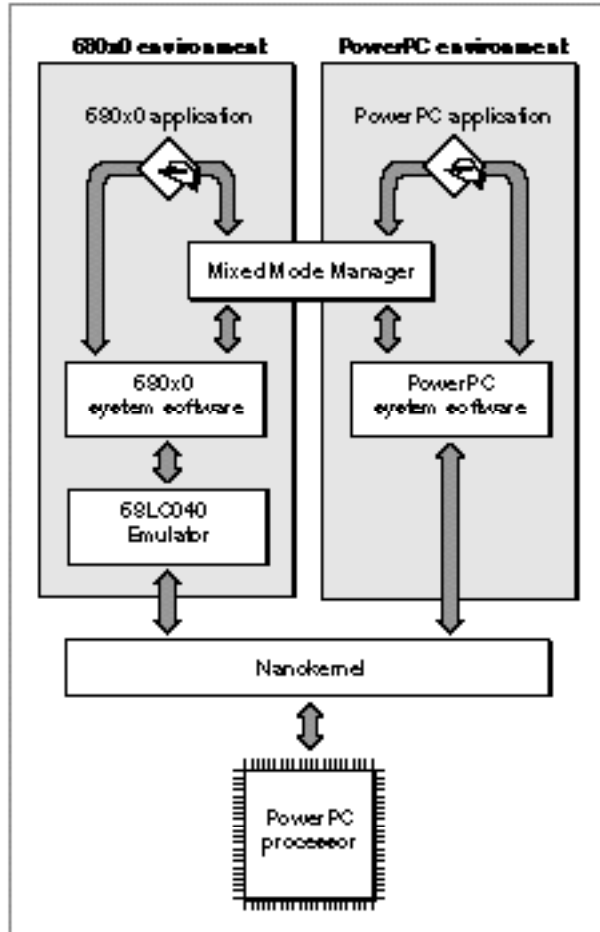 680x0 environment
PowerPC environment
680x0 application
PowerPC application
Mixed Mode Manager
680x0
system software
PowerPC
system software
68LC040
Emulator
Nanokernel
PowerPC
processor